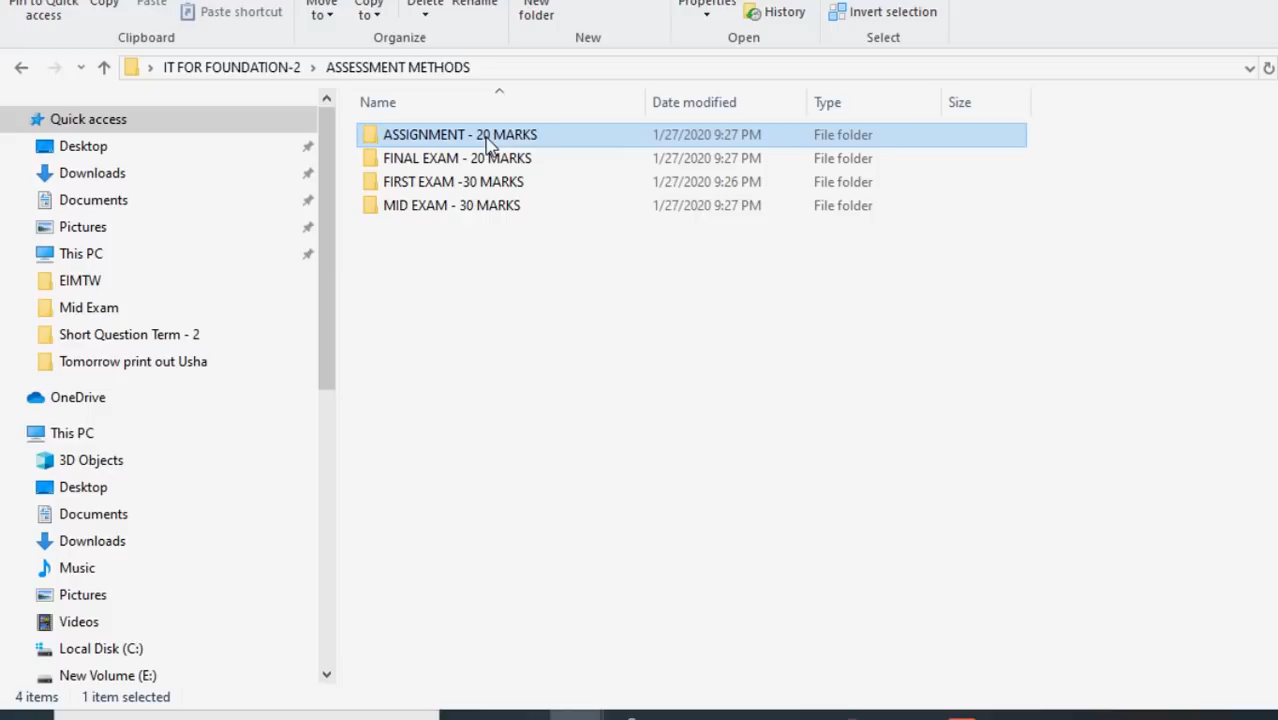 Pin to Quick access
Copy
Paste
Paste shortcut
Move to
Copy to
Delete
Rename
New folder
Properties
History
Invert selection
Clipboard
Organize
New
Open
Select
IT FOR FOUNDATION-2 > ASSESSMENT METHODS
Name
Date modified
Type
Size
ASSIGNMENT - 20 MARKS 1/27/2020 9:27 PM File folder
FINAL EXAM - 20 MARKS 1/27/2020 9:27 PM File folder
FIRST EXAM -30 MARKS 1/27/2020 9:26 PM File folder
MID EXAM - 30 MARKS 1/27/2020 9:27 PM File folder
Quick access
Desktop
Downloads
Documents
Pictures
This PC
EIMTW
Mid Exam
Short Question Term - 2
Tomorrow print out Usha
OneDrive
This PC
3D Objects
Desktop
Documents
Downloads
Music
Pictures
Videos
Local Disk (C:)
New Volume (E:)
4 items 1 item selected